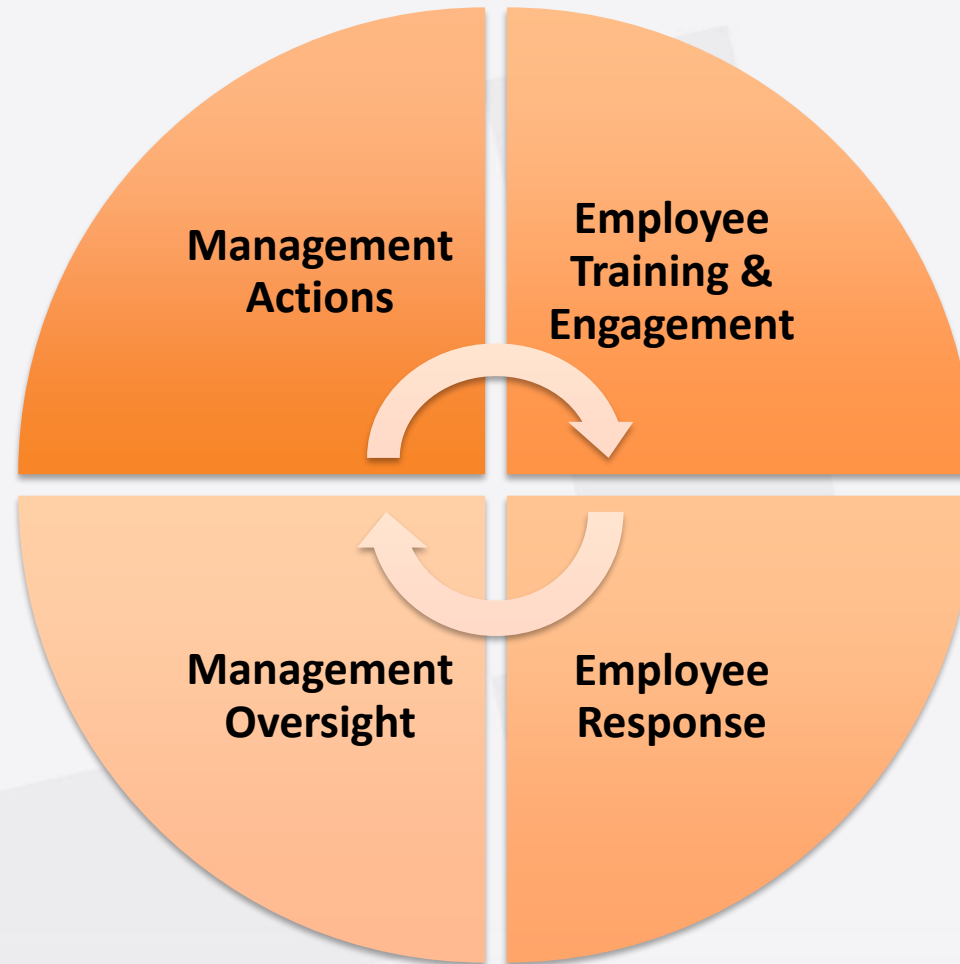 Management
Actions
Employee
Training &
Engagement
Management
Oversight
Employee
Response